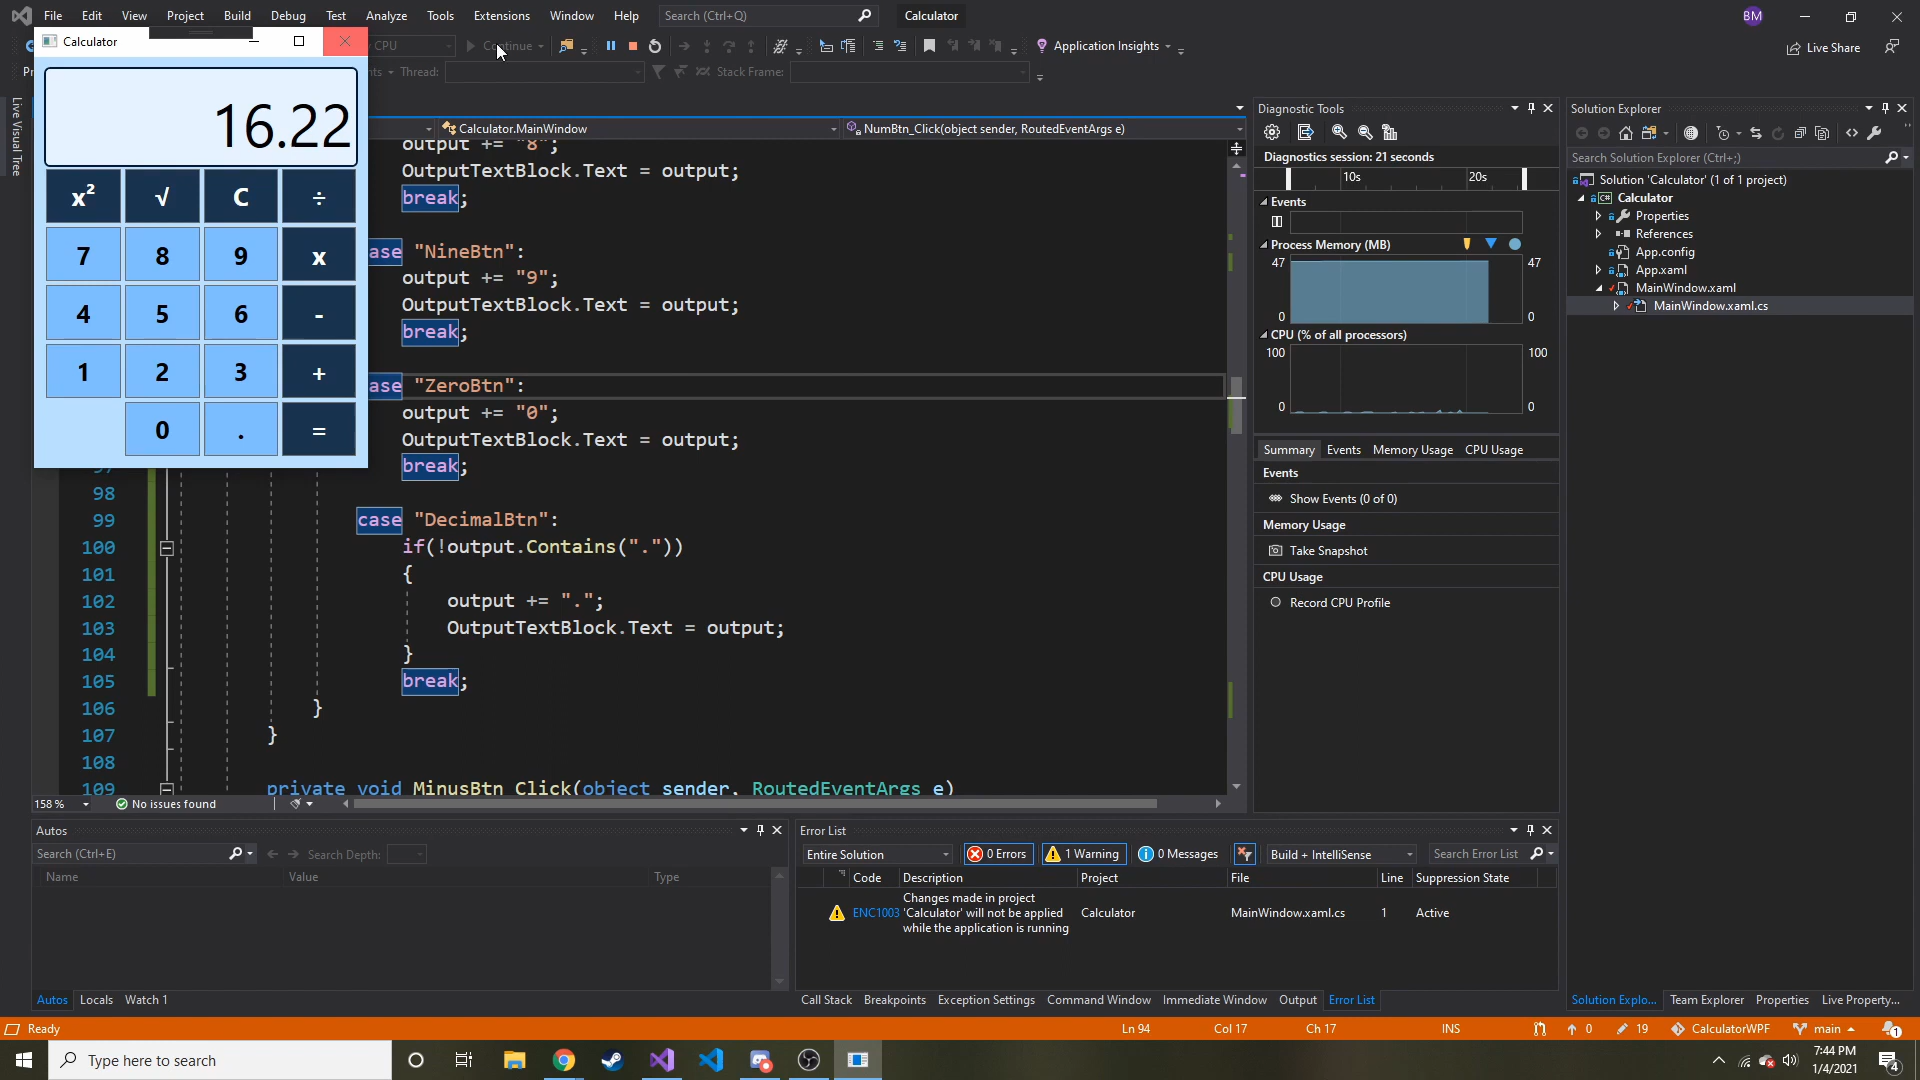 File Edit View Project Build Debug Test Analyze Tools Extensions Window Help Search (Ctrl+Q) Calculator BM
Calculator
CPU Continue Application Insights Live Share
Thread: Stack Frame:
16.22
x² √ C ÷
7 8 9 x
4 5 6 -
1 2 3 +
0 . =
Live Visual Tree
Calculator.MainWindow NumBtn_Click(object sender, RoutedEventArgs e)
output += "8";
OutputTextBlock.Text = output;
break;
ase "NineBtn":
output += "9";
OutputTextBlock.Text = output;
break;
ase "ZeroBtn":
output += "0";
OutputTextBlock.Text = output;
97 break;
98
99 case "DecimalBtn":
100 if(!output.Contains("."))
101 {
102 output += ".";
103 OutputTextBlock.Text = output;
104 }
105 break;
106 }
107 }
108
109 private void MinusBtn_Click(object sender, RoutedEventArgs e)
158 % No issues found
Diagnostic Tools
Diagnostics session: 21 seconds
10s 20s
Events
Process Memory (MB)
47 47
0 0
CPU (% of all processors)
100 100
0 0
Summary Events Memory Usage CPU Usage
Events
Show Events (0 of 0)
Memory Usage
Take Snapshot
CPU Usage
Record CPU Profile
Solution Explorer
Search Solution Explorer (Ctrl+;)
Solution 'Calculator' (1 of 1 project)
C# Calculator
Properties
References
App.config
App.xaml
MainWindow.xaml
MainWindow.xaml.cs
Autos
Search (Ctrl+E) Search Depth:
Name Value Type
Autos Locals Watch 1
Error List
Entire Solution 0 Errors 1 Warning 0 Messages Build + IntelliSense Search Error List
Code Description Project File Line Suppression State
ENC1003 Changes made in project 'Calculator' will not be applied while the application is running Calculator MainWindow.xaml.cs 1 Active
Call Stack Breakpoints Exception Settings Command Window Immediate Window Output Error List
Solution Explo... Team Explorer Properties Live Property...
Ready Ln 94 Col 17 Ch 17 INS 0 19 CalculatorWPF main 1
Type here to search
7:44 PM
1/4/2021
4